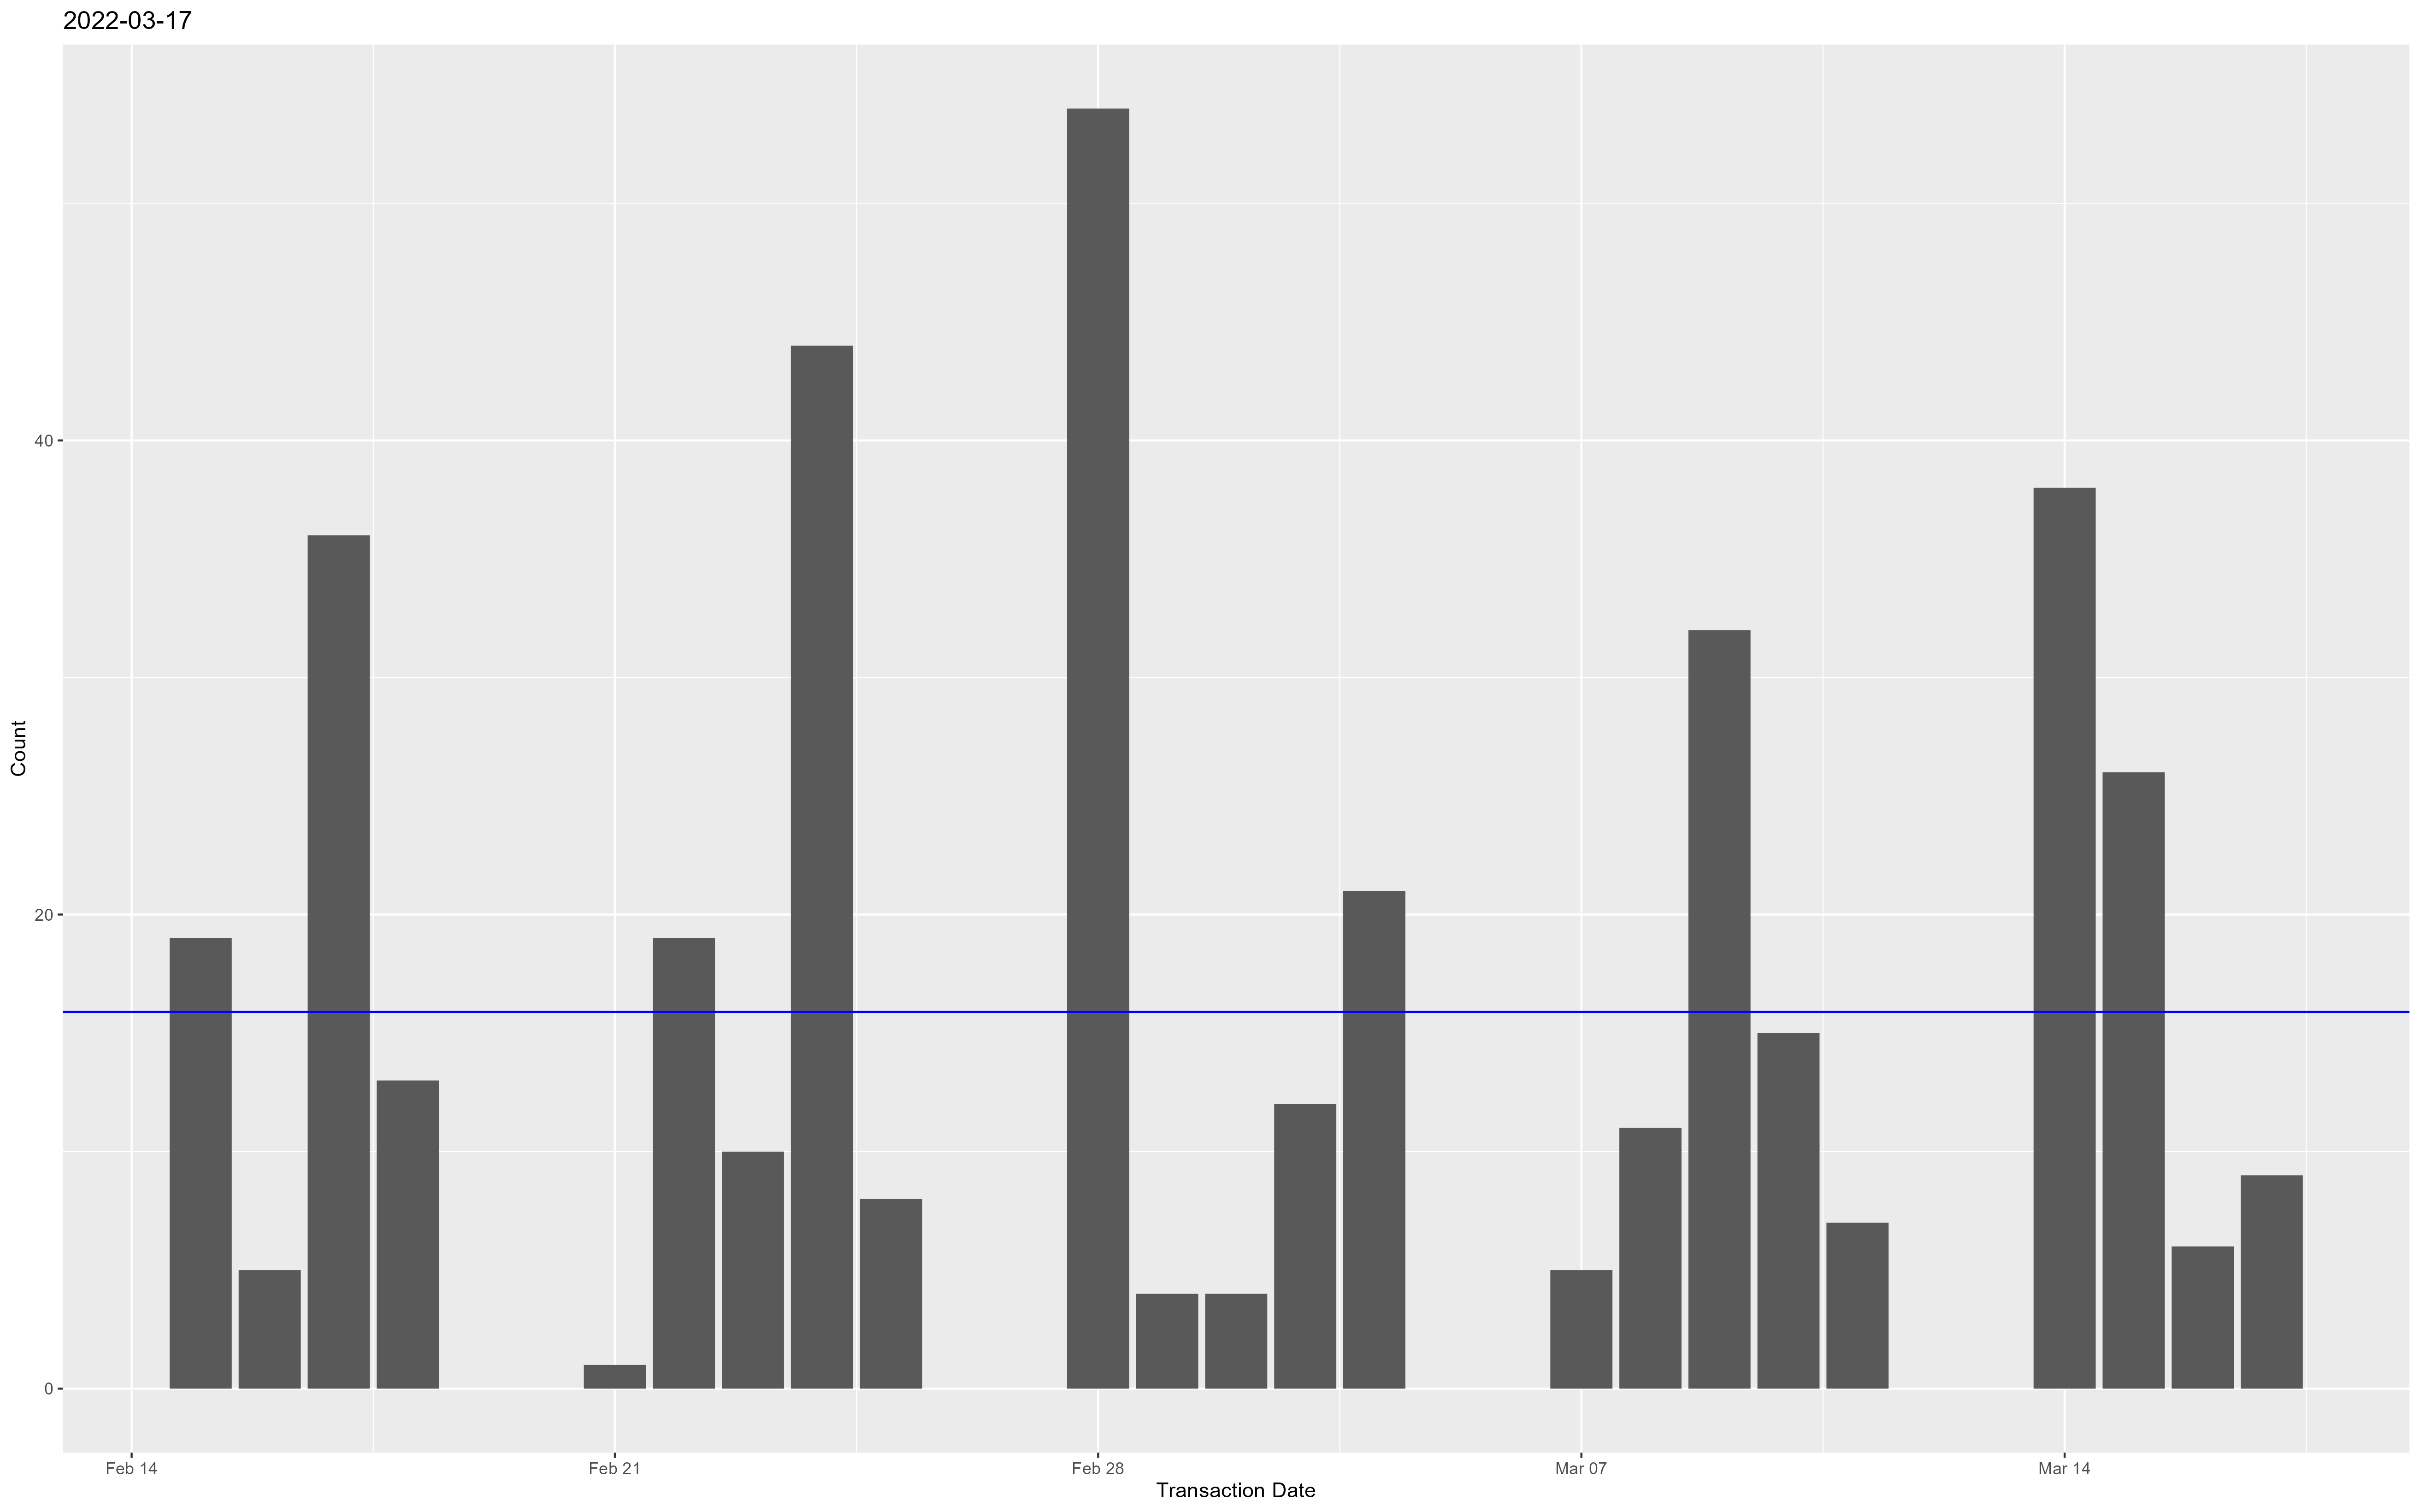 2022-03-17
Count
40
20
0
Feb 14
Feb 21
Feb 28
Mar 07
Mar 14
Transaction Date